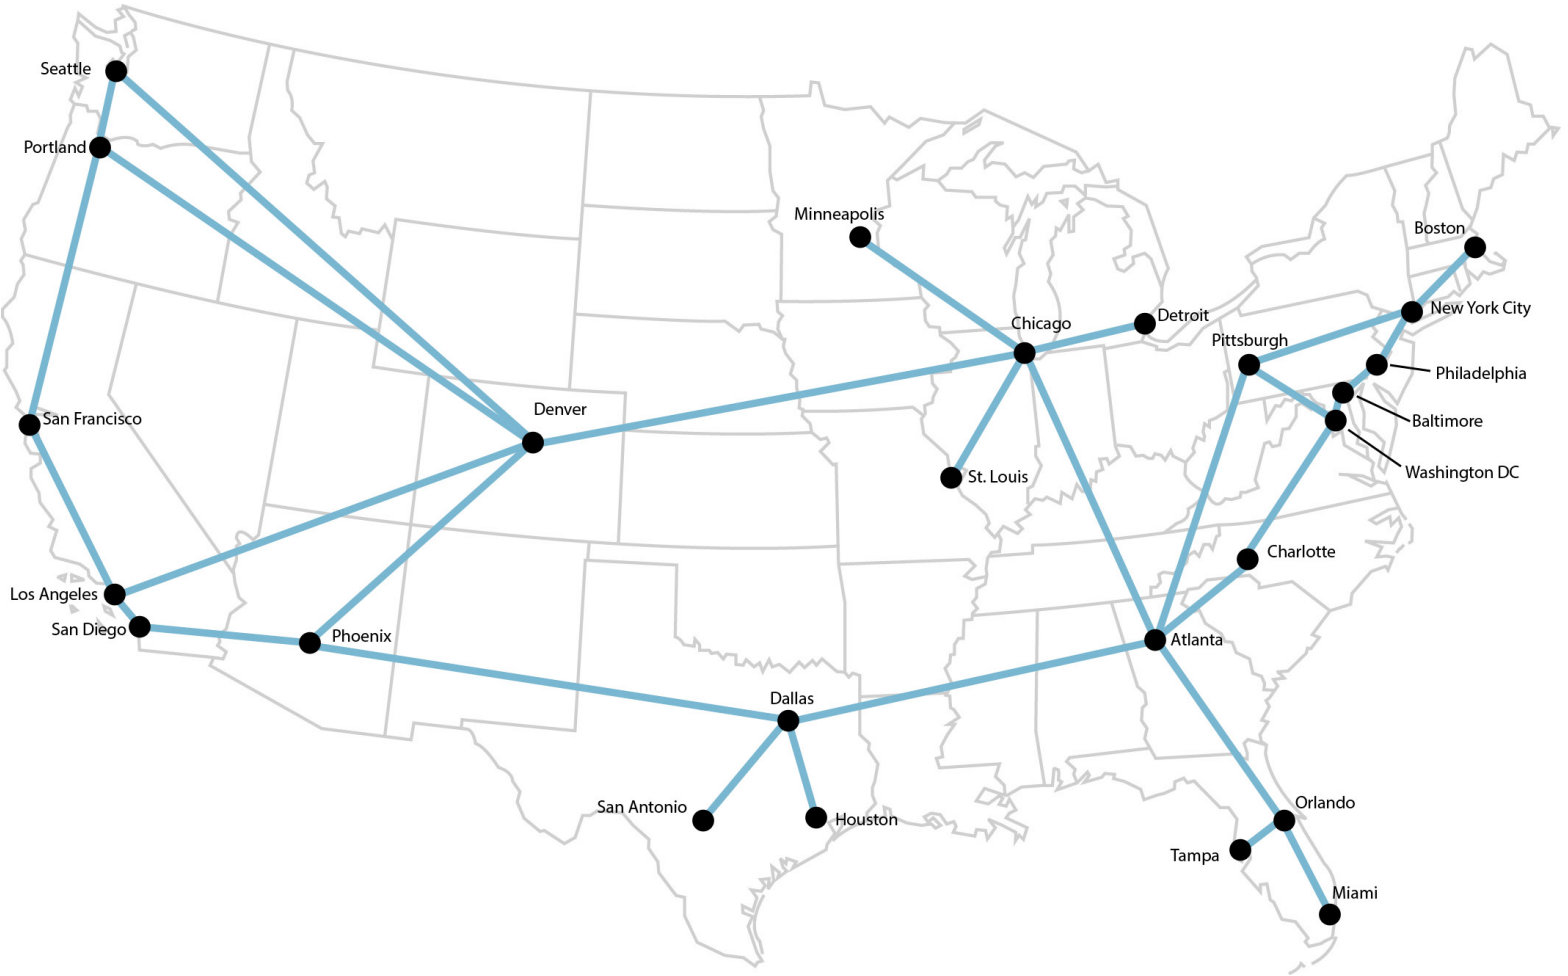 Seattle
Portland
Minneapolis
Boston
New York City
Detroit
Chicago
Pittsburgh
Philadelphia
Denver
San Francisco
Baltimore
Washington DC
St. Louis
Charlotte
Los Angeles
San Diego
Phoenix
Atlanta
Dallas
San Antonio
Houston
Orlando
Tampa
Miami